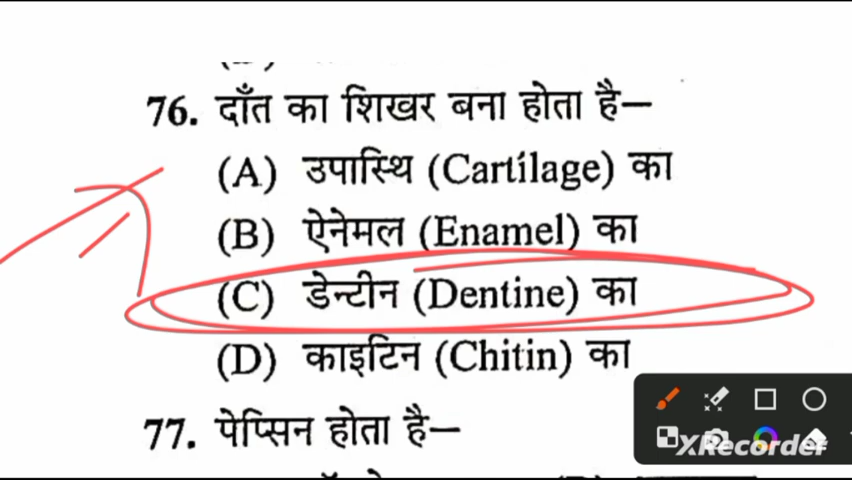 76. दाँत का शिखर बना होता है—
(A) उपास्थि (Cartilage) का
(B) ऐनेमल (Enamel) का
(C) डेन्टीन (Dentine) का
(D) काइटिन (Chitin) का
77. पेप्सिन होता है—
XRecorder